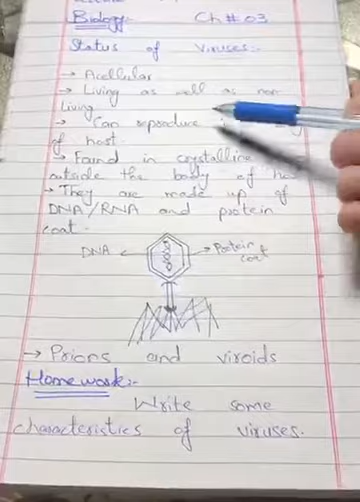 Biology:- Ch # 03
Status of Viruses:-
→ Acellular
→ Living as well as non
Living
→ Can reproduce
of host
→ Found in crystalline
outside the body of
→ They are made up of
DNA/RNA and protein
coat.
DNA
Protein
coat
→ Prions and viroids
Homework:-
Write some
characteristics of viruses.